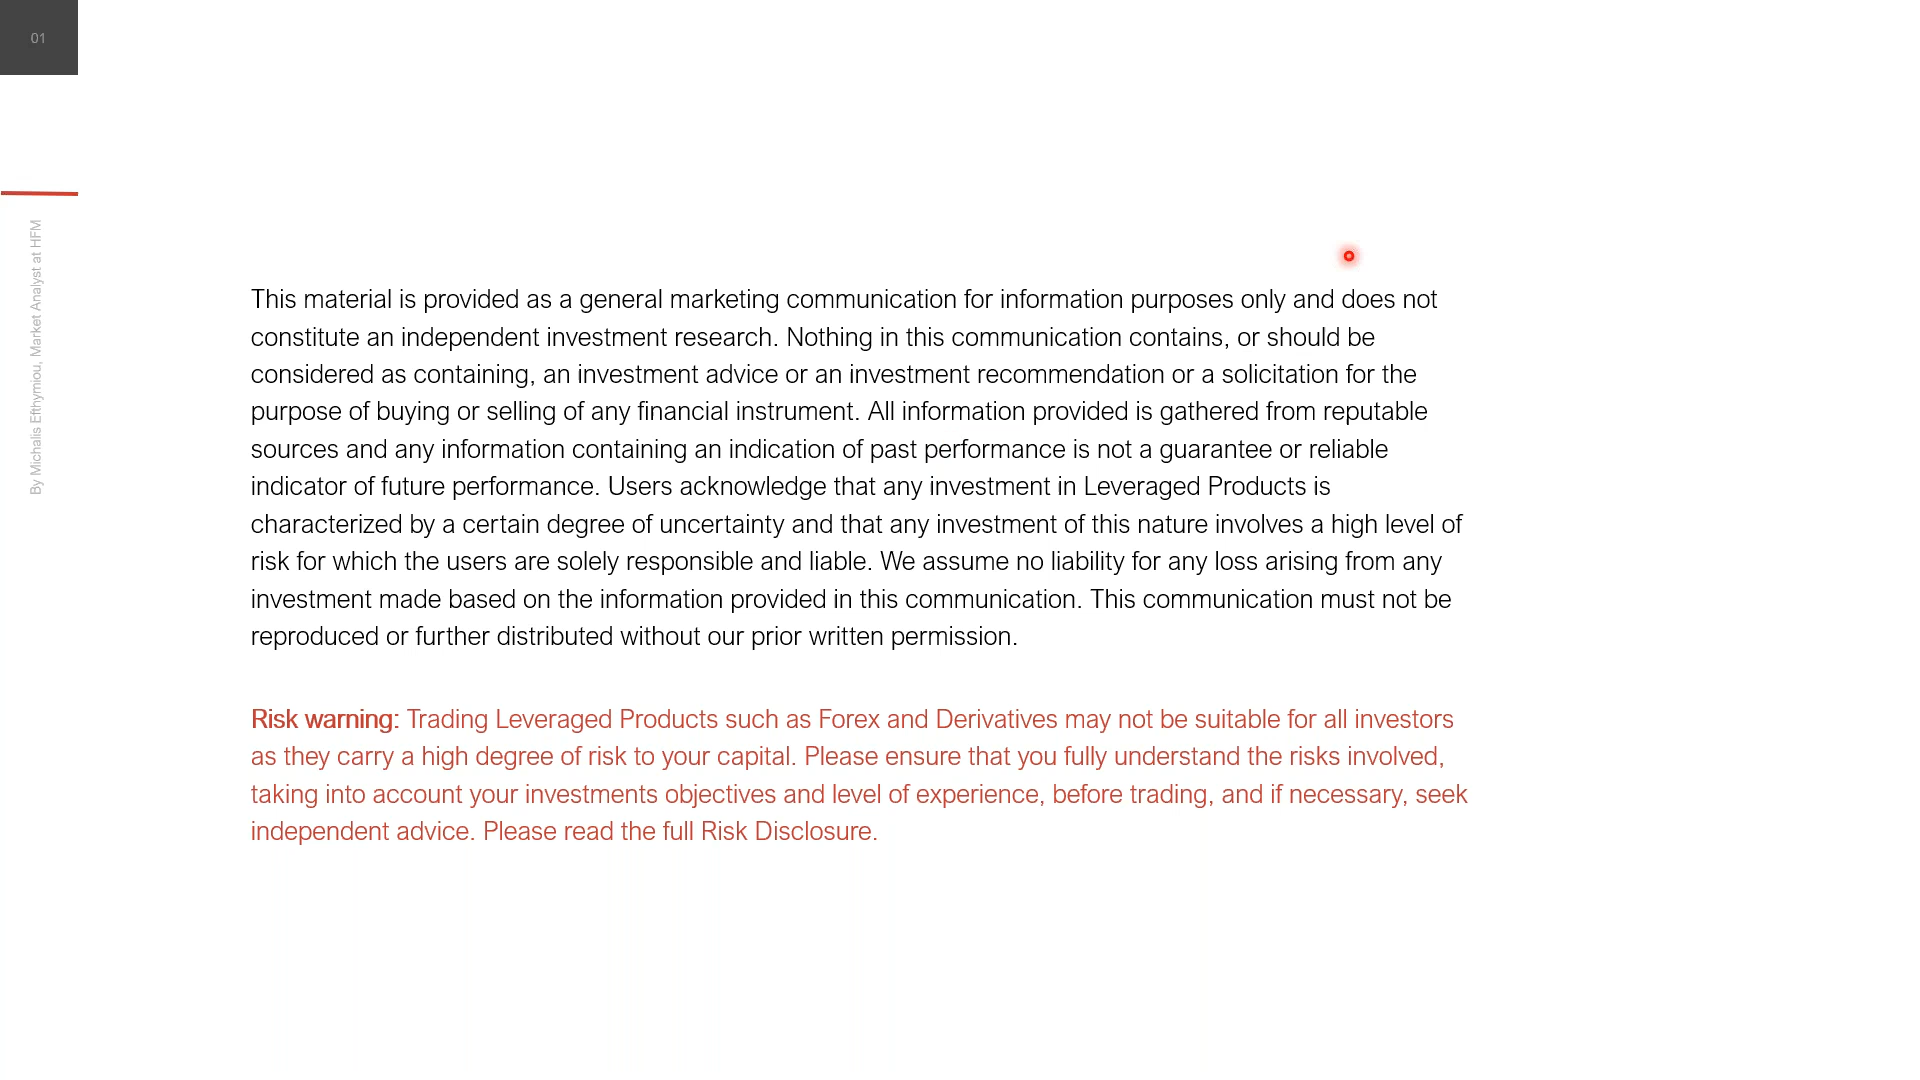 01
By Michalis Efthymiou, Market Analyst at HFM
This material is provided as a general marketing communication for information purposes only and does not
constitute an independent investment research. Nothing in this communication contains, or should be
considered as containing, an investment advice or an investment recommendation or a solicitation for the
purpose of buying or selling of any financial instrument. All information provided is gathered from reputable
sources and any information containing an indication of past performance is not a guarantee or reliable
indicator of future performance. Users acknowledge that any investment in Leveraged Products is
characterized by a certain degree of uncertainty and that any investment of this nature involves a high level of
risk for which the users are solely responsible and liable. We assume no liability for any loss arising from any
investment made based on the information provided in this communication. This communication must not be
reproduced or further distributed without our prior written permission.
Risk warning: Trading Leveraged Products such as Forex and Derivatives may not be suitable for all investors
as they carry a high degree of risk to your capital. Please ensure that you fully understand the risks involved,
taking into account your investments objectives and level of experience, before trading, and if necessary, seek
independent advice. Please read the full Risk Disclosure.